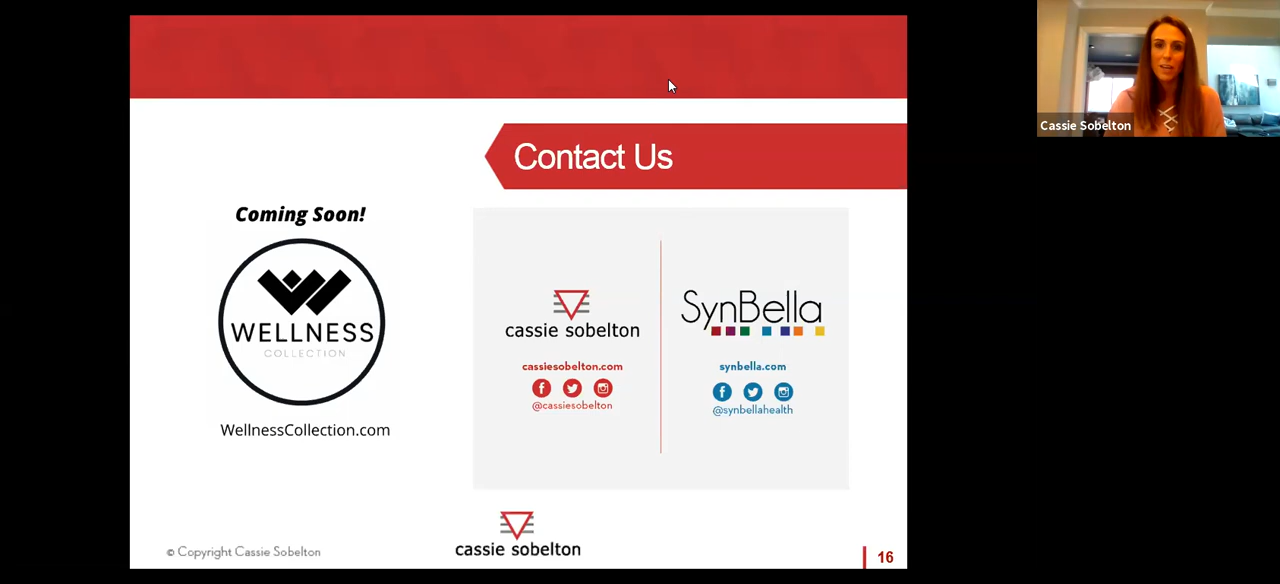 Contact Us
Coming Soon!
WELLNESS
COLLECTION
WellnessCollection.com
cassie sobelton
cassiesobelton.com
@cassiesobelton
SynBella
synbella.com
@synbellahealth
© Copyright Cassie Sobelton
cassie sobelton
16
Cassie Sobelton